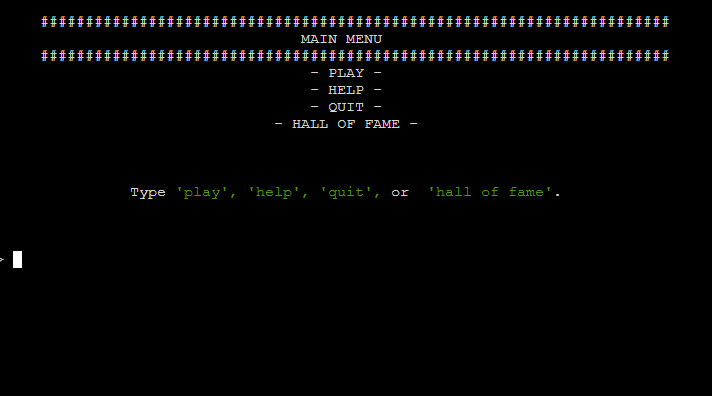 ######################################################################
MAIN MENU
######################################################################
- PLAY -
- HELP -
- QUIT -
- HALL OF FAME -
Type 'play', 'help', 'quit', or  'hall of fame'.
>